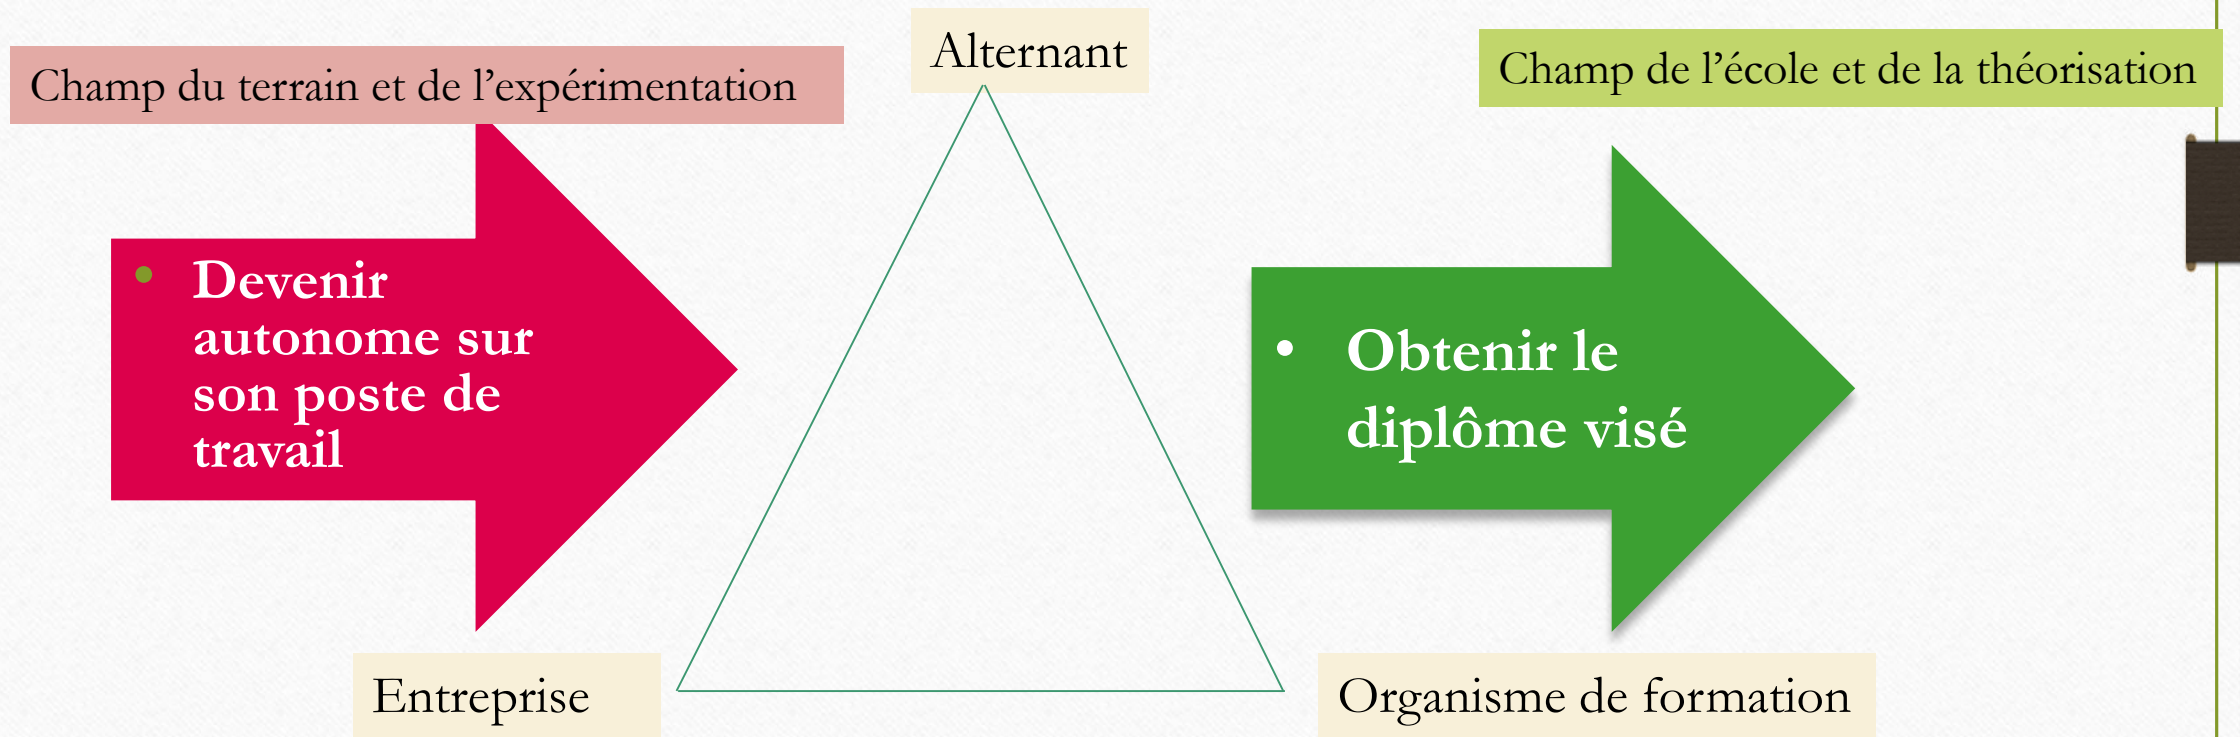 Alternant
Champ du terrain et de l’expérimentation
Champ de l’école et de la théorisation
• Devenir
autonome sur
son poste de
travail
• Obtenir le
diplôme visé
Entreprise
Organisme de formation